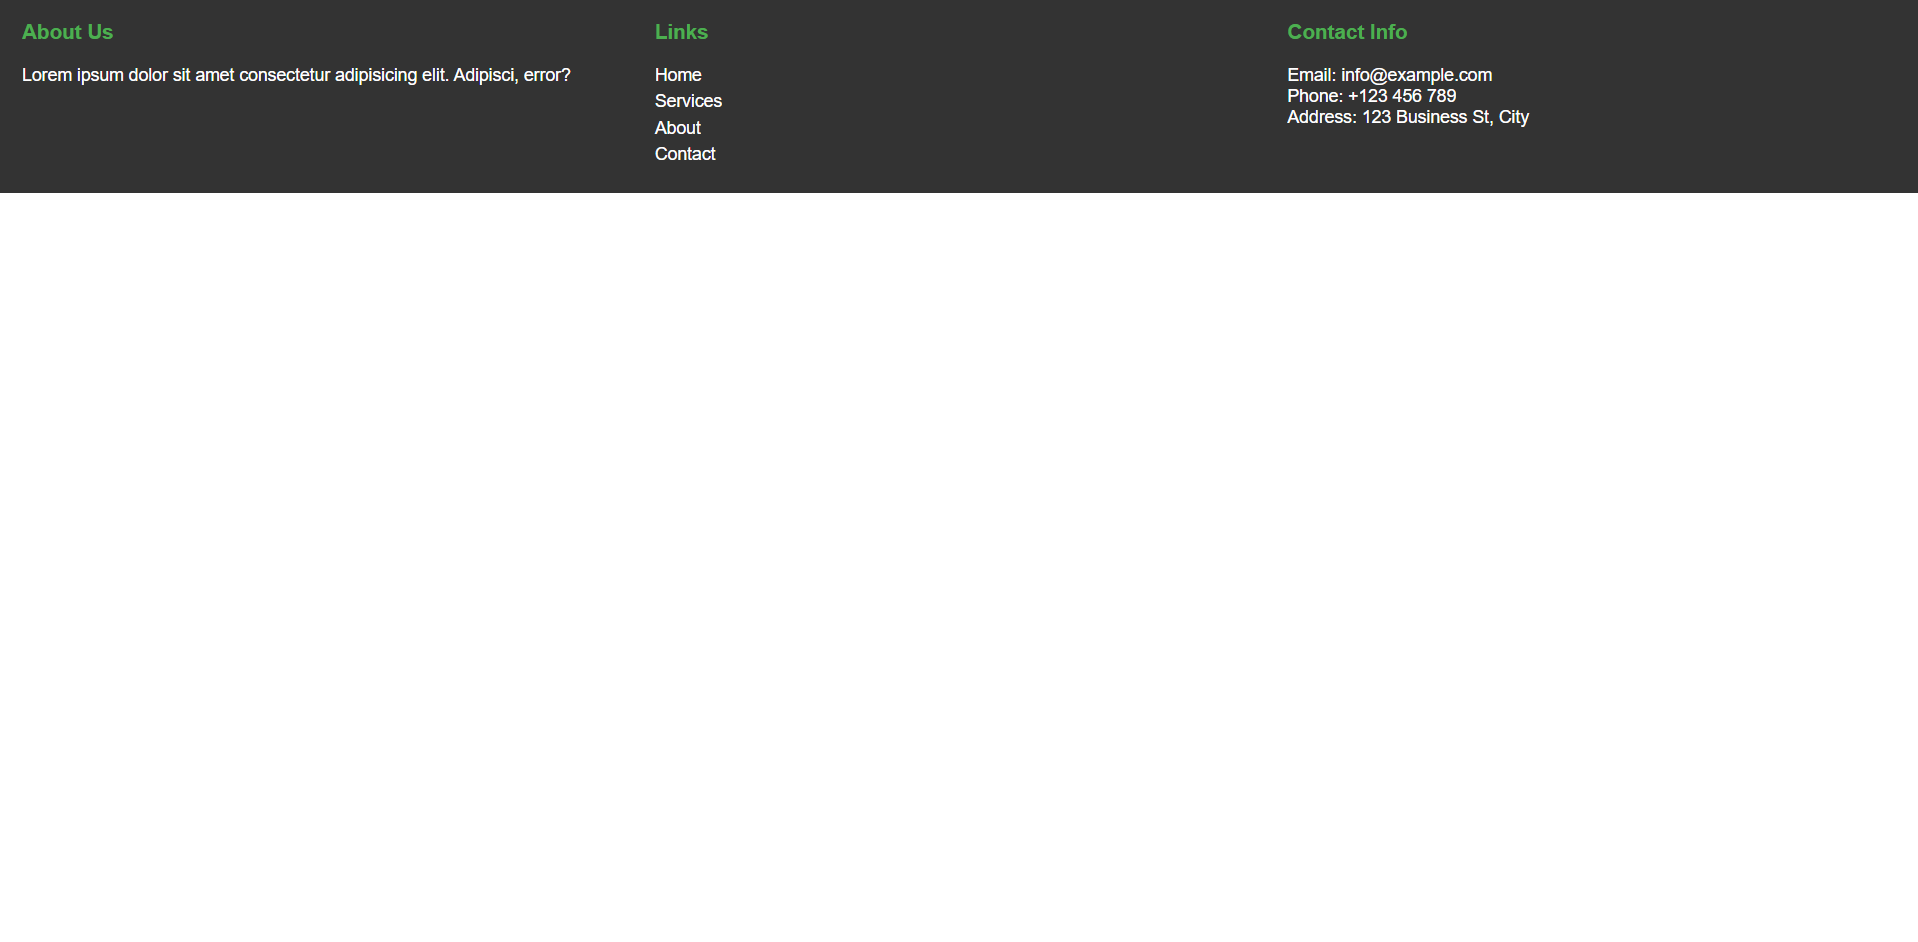 About Us
Lorem ipsum dolor sit amet consectetur adipisicing elit. Adipisci, error?
Links
Home
Services
About
Contact
Contact Info
Email: info@example.com
Phone: +123 456 789
Address: 123 Business St, City